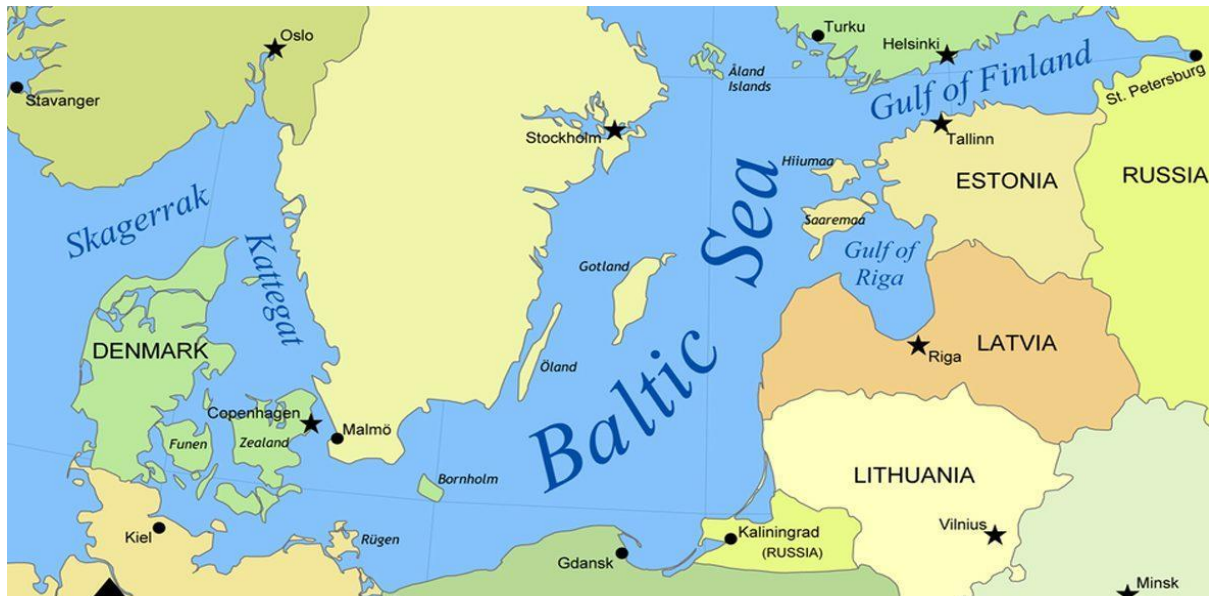 Oslo
Turku
Helsinki
Åland
Islands
Gulf of Finland
St. Petersburg
Stavanger
Stockholm
Tallinn
Hiiumaa
ESTONIA
RUSSIA
Skagerrak
Kattegat
Saaremaa
Gulf of
Riga
Gotland
Baltic Sea
DENMARK
Riga
LATVIA
Öland
Copenhagen
Malmö
Funen
Zealand
Bornholm
LITHUANIA
Vilnius
Kiel
Rügen
Gdansk
Kaliningrad
(RUSSIA)
Minsk